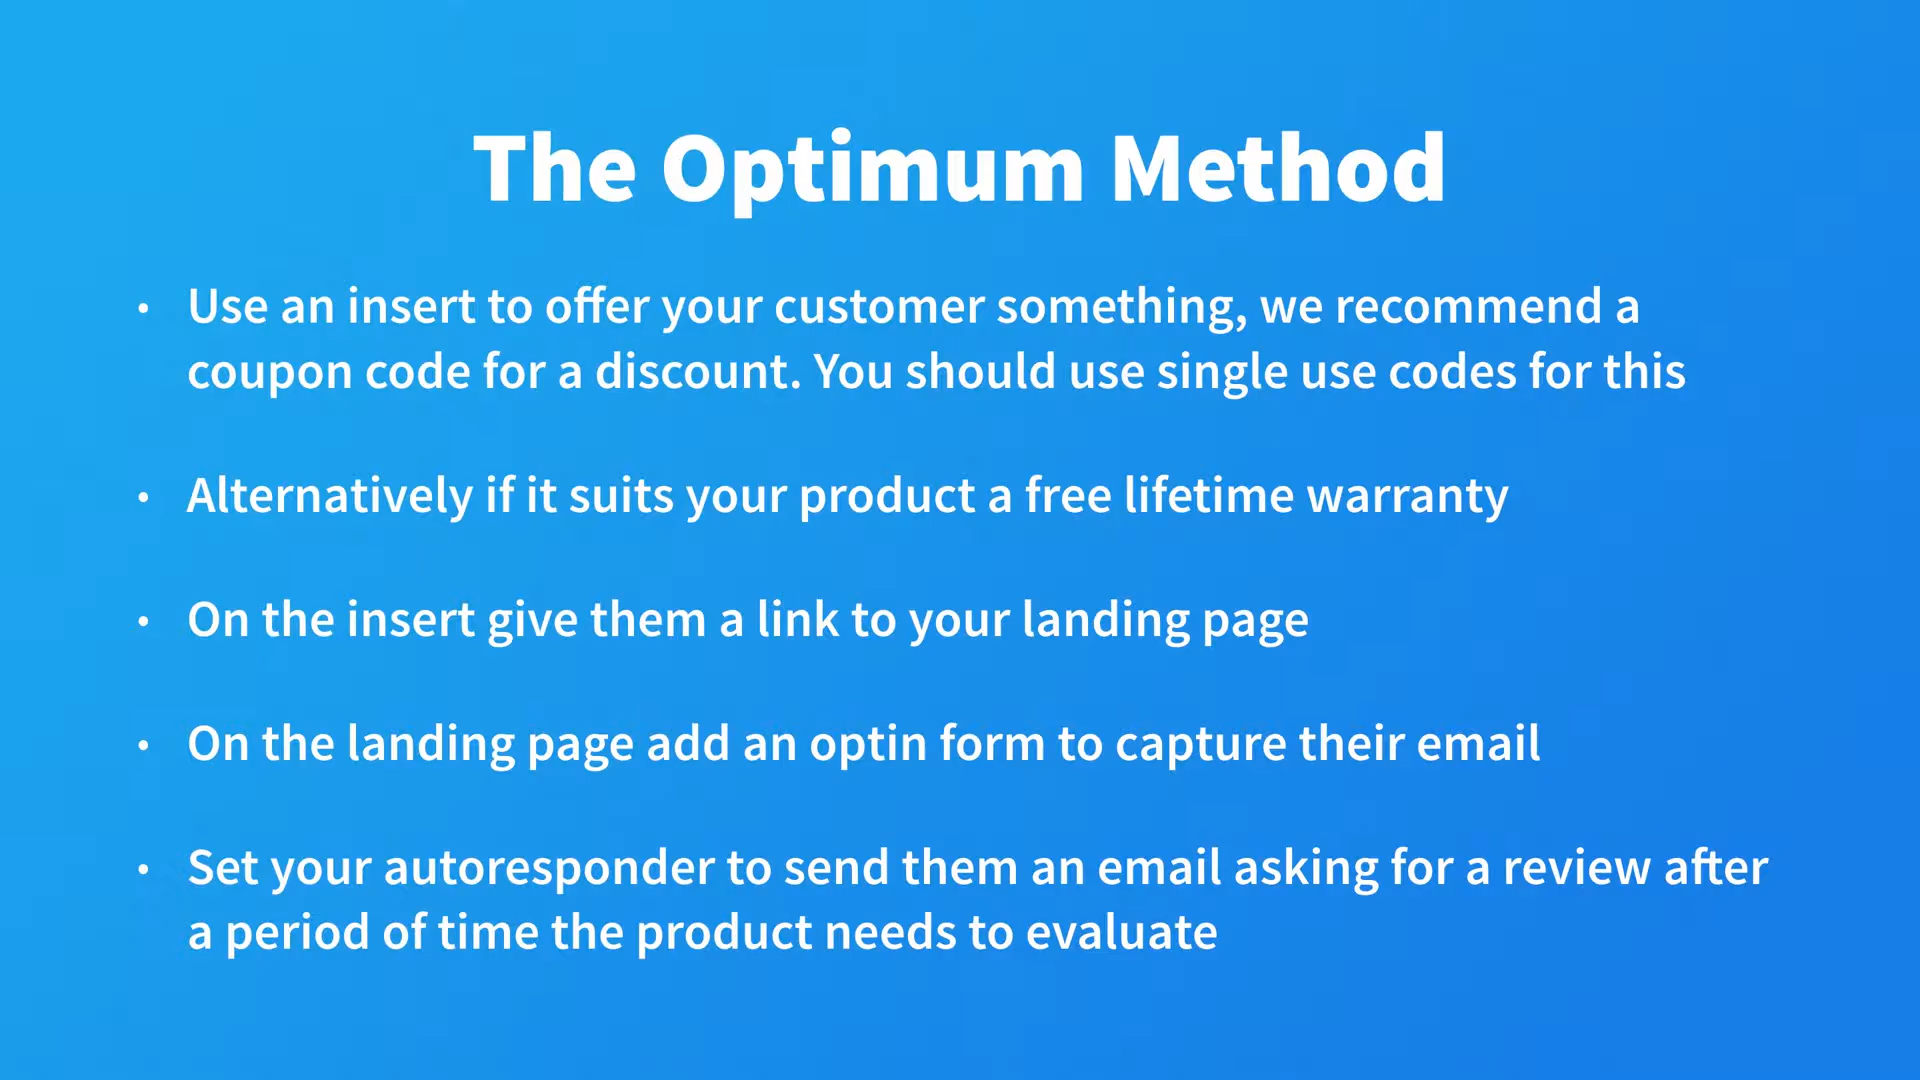 The Optimum Method
• Use an insert to offer your customer something, we recommend a
coupon code for a discount. You should use single use codes for this
• Alternatively if it suits your product a free lifetime warranty
• On the insert give them a link to your landing page
• On the landing page add an optin form to capture their email
• Set your autoresponder to send them an email asking for a review after
a period of time the product needs to evaluate